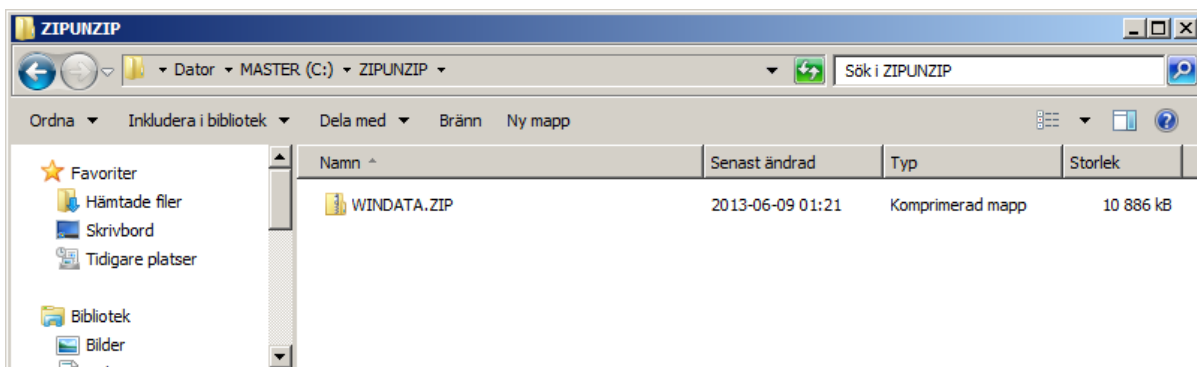 ZIPUNZIP
Dator MASTER (C:) ZIPUNZIP Sök i ZIPUNZIP
Ordna Inkludera i bibliotek Dela med Bränn Ny mapp
Favoriter
Hämtade filer
Skrivbord
Tidigare platser
Bibliotek
Bilder
Namn Senast ändrad Typ Storlek
WINDATA.ZIP 2013-06-09 01:21 Komprimerad mapp 10 886 kB